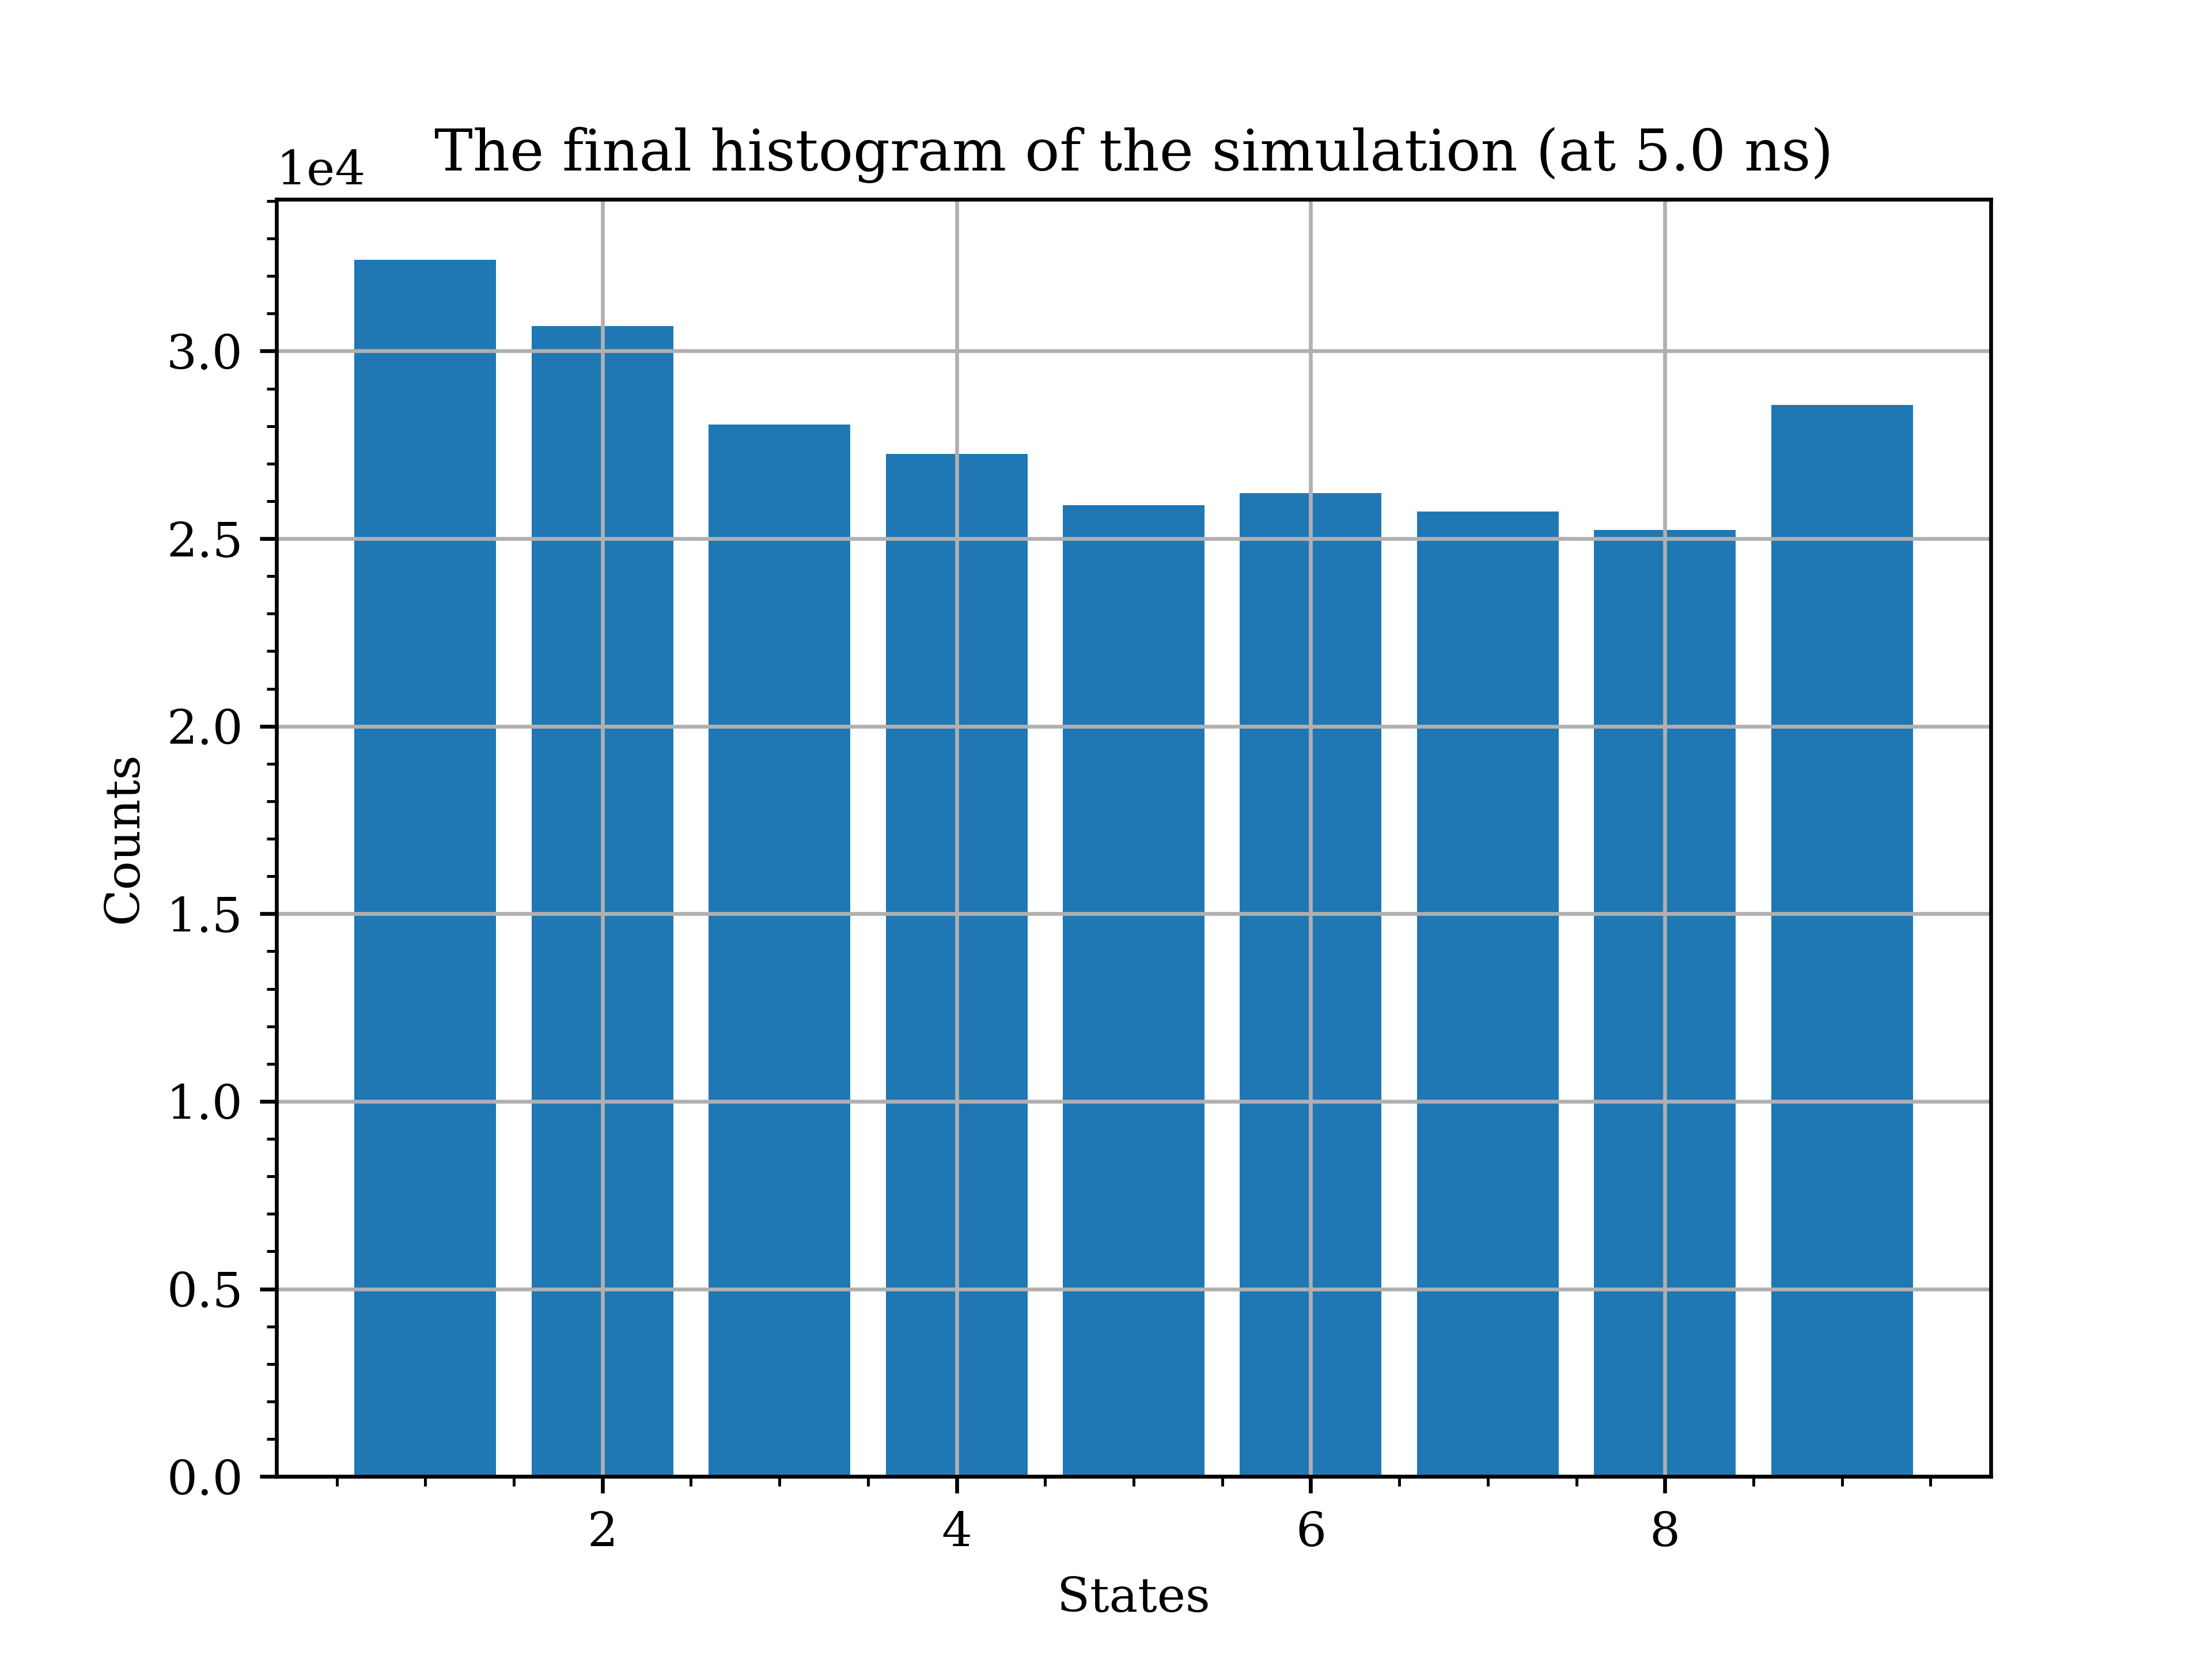 The final histogram of the simulation (at 5.0 ns)
1e4
3.0
2.5
2.0
1.5
1.0
0.5
0.0
Counts
2 4 6 8
States